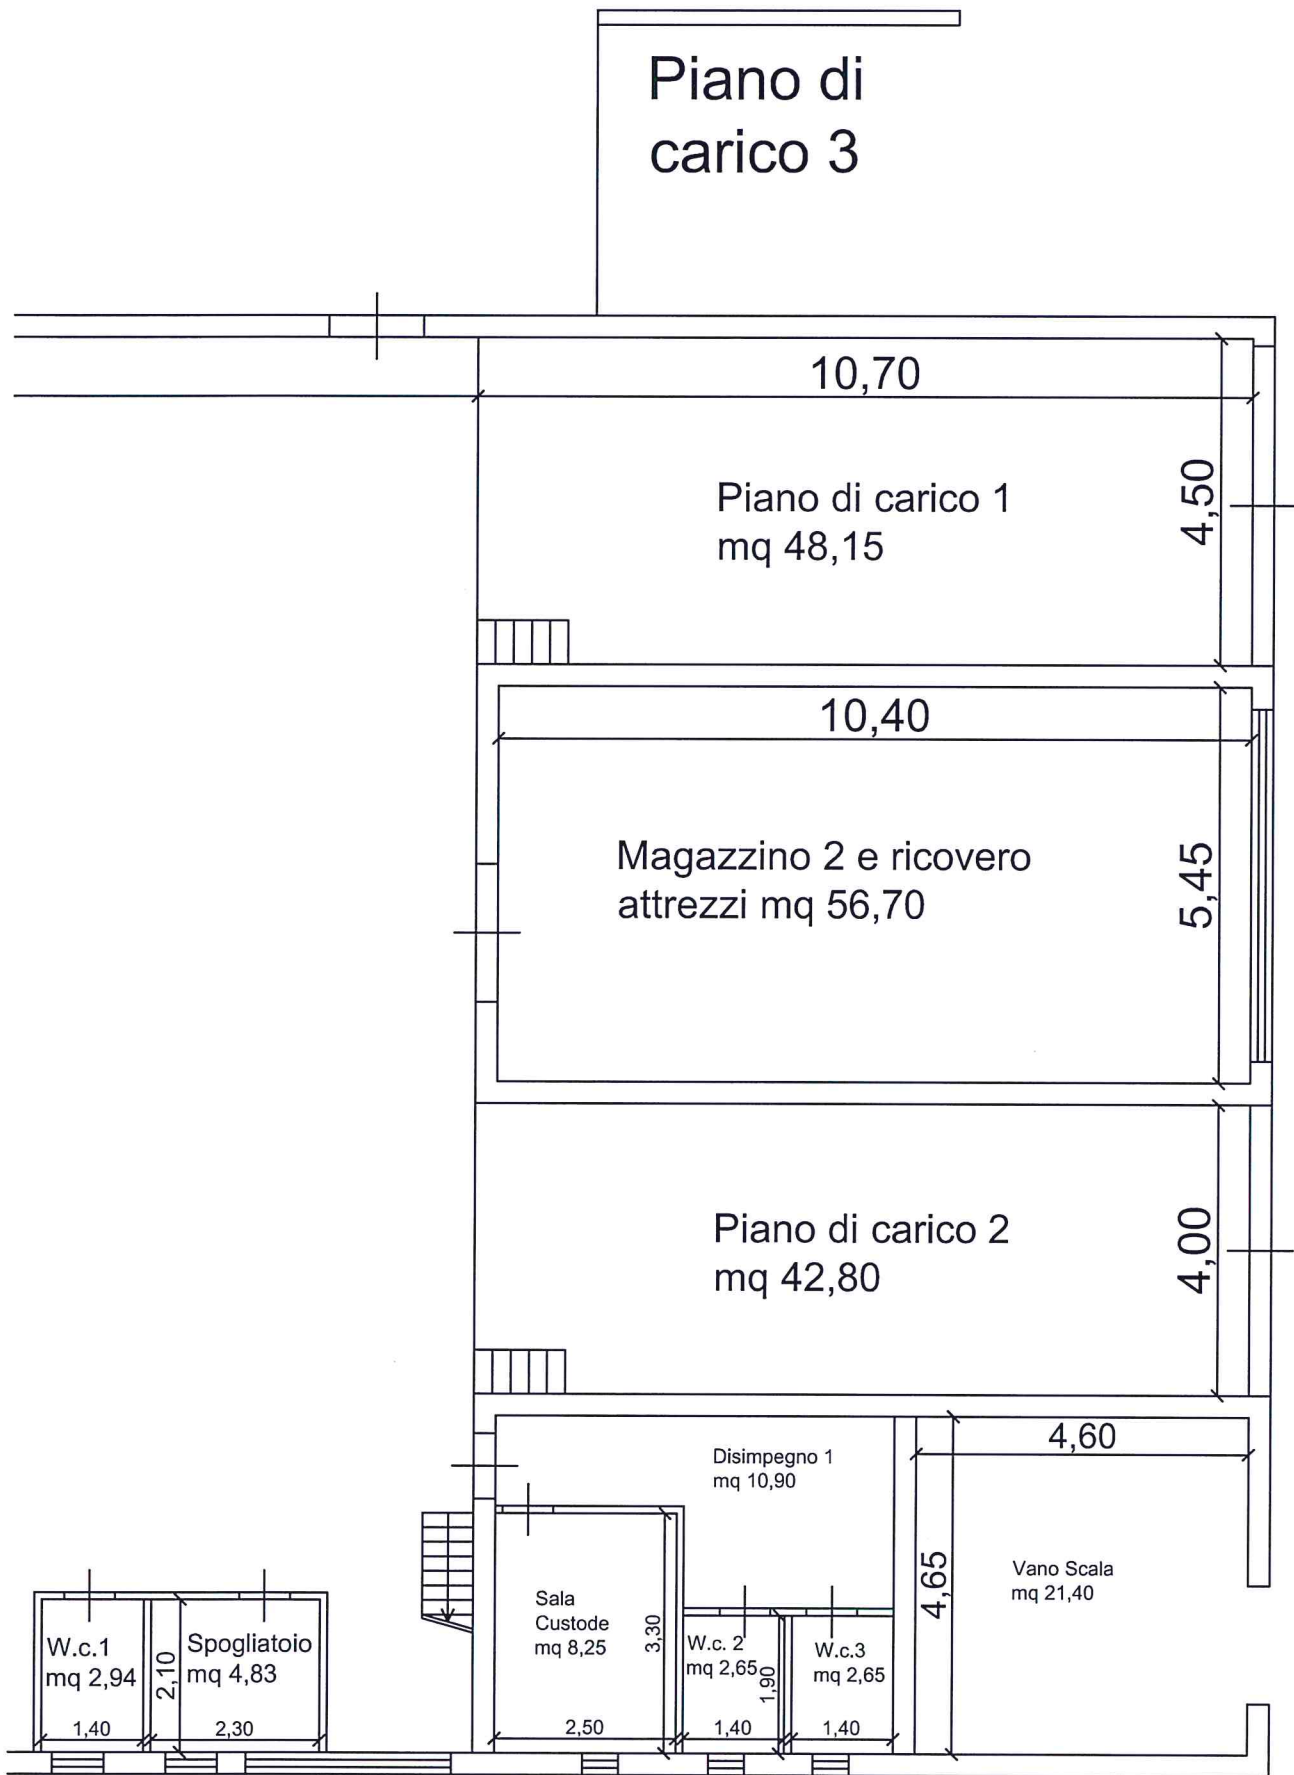 Piano di
carico 3
10,70
4,50
Piano di carico 1
mq 48,15
10,40
5,45
Magazzino 2 e ricovero
attrezzi mq 56,70
Piano di carico 2
mq 42,80
4,00
4,60
Disimpegno 1
mq 10,90
4,65
Vano Scala
mq 21,40
Sala
Custode
mq 8,25
3,30
W.c. 2
mq 2,65
1,90
W.c.3
mq 2,65
W.c.1
mq 2,94
2,10
Spogliatoio
mq 4,83
1,40
2,30
2,50
1,40
1,40